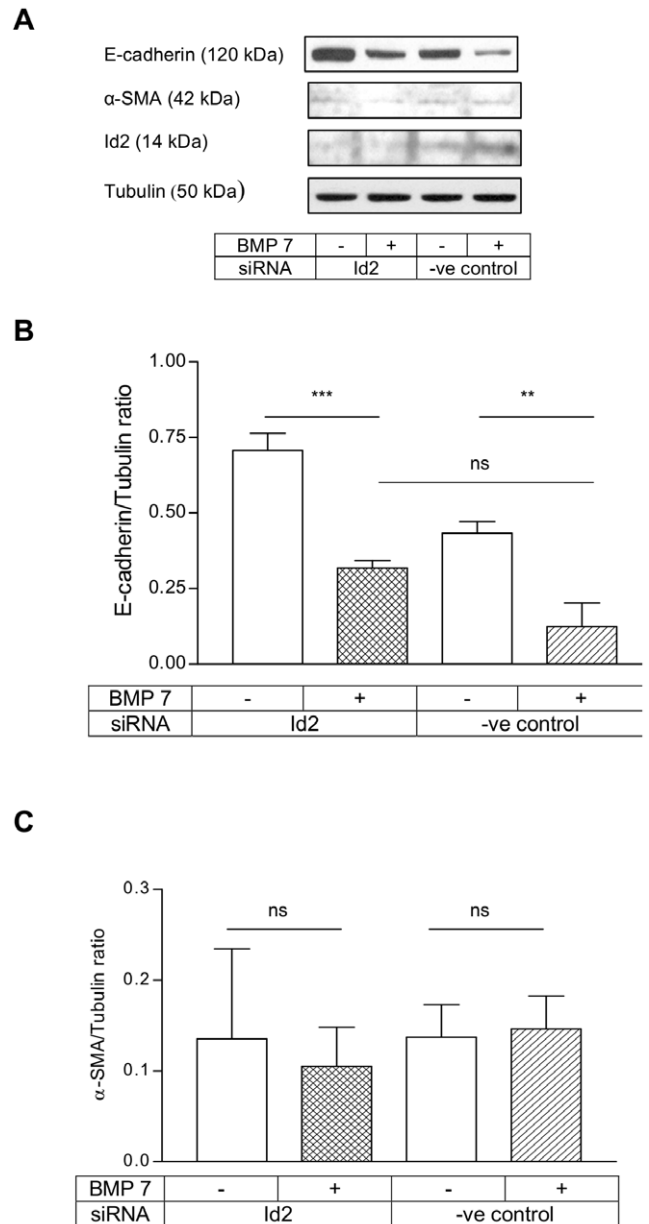 A
E-cadherin (120 kDa)
α-SMA (42 kDa)
Id2 (14 kDa)
Tubulin (50 kDa)
BMP 7 - + - +
siRNA Id2 -ve control
B
E-cadherin/Tubulin ratio
1.00
0.75
0.50
0.25
0.00
***
**
ns
BMP 7 - + - +
siRNA Id2 -ve control
C
α-SMA/Tubulin ratio
0.3
0.2
0.1
0.0
ns
ns
BMP 7 - + - +
siRNA Id2 -ve control